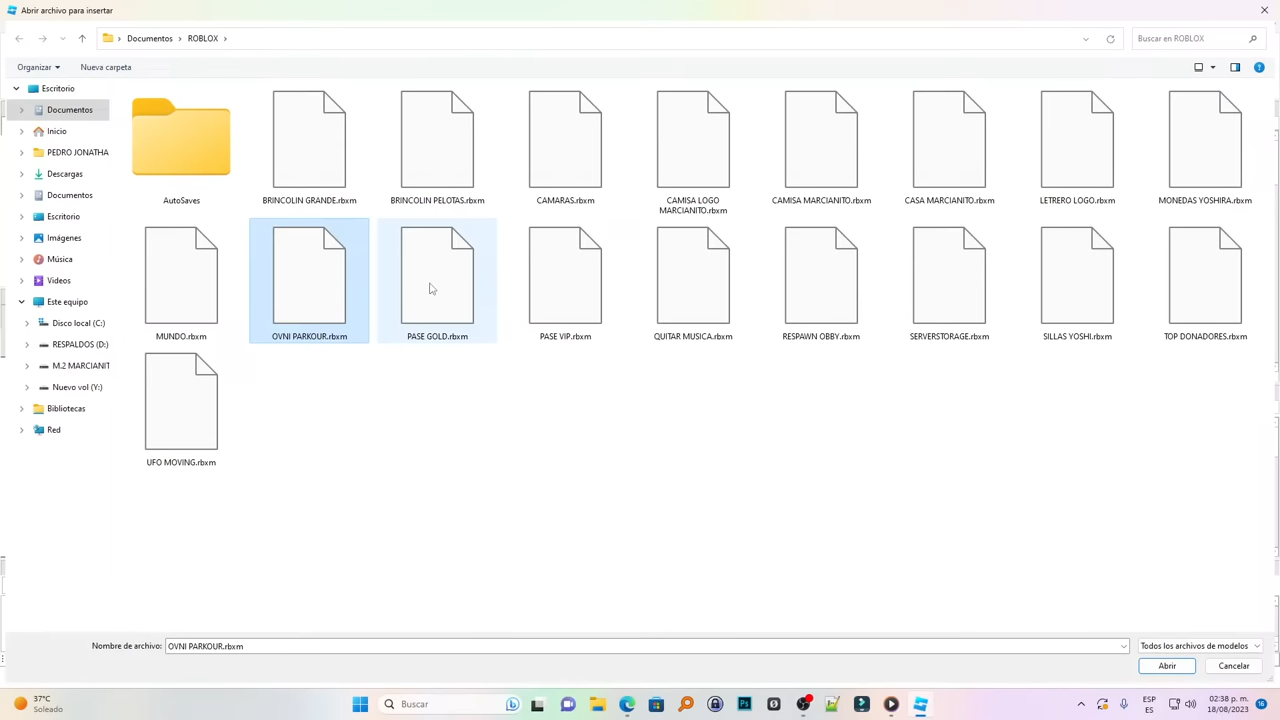 Abrir archivo para insertar
Documentos
ROBLOX
Buscar en ROBLOX
Organizar
Nueva carpeta
Escritorio
Documentos
Inicio
PEDRO JONATHA
Descargas
Documentos
Escritorio
Imágenes
Música
Videos
Este equipo
Disco local (C:)
RESPALDOS (D:)
M.2 MARCIANIT
Nuevo vol (Y:)
Bibliotecas
Red
AutoSaves
BRINCOLIN GRANDE.rbxm
BRINCOLIN PELOTAS.rbxm
CAMARAS.rbxm
CAMISA LOGO
MARCIANITO.rbxm
CAMISA MARCIANITO.rbxm
CASA MARCIANITO.rbxm
LETRERO LOGO.rbxm
MONEDAS YOSHIRA.rbxm
MUNDO.rbxm
OVNI PARKOUR.rbxm
PASE GOLD.rbxm
PASE VIP.rbxm
QUITAR MUSICA.rbxm
RESPAWN OBBY.rbxm
SERVERSTORAGE.rbxm
SILLAS YOSHI.rbxm
TOP DONADORES.rbxm
UFO MOVING.rbxm
Nombre de archivo:
OVNI PARKOUR.rbxm
Todos los archivos de modelos
Abrir
Cancelar
37°C
Soleado
Buscar
Ps
ESP
ES
02:38 p. m.
18/08/2023
16